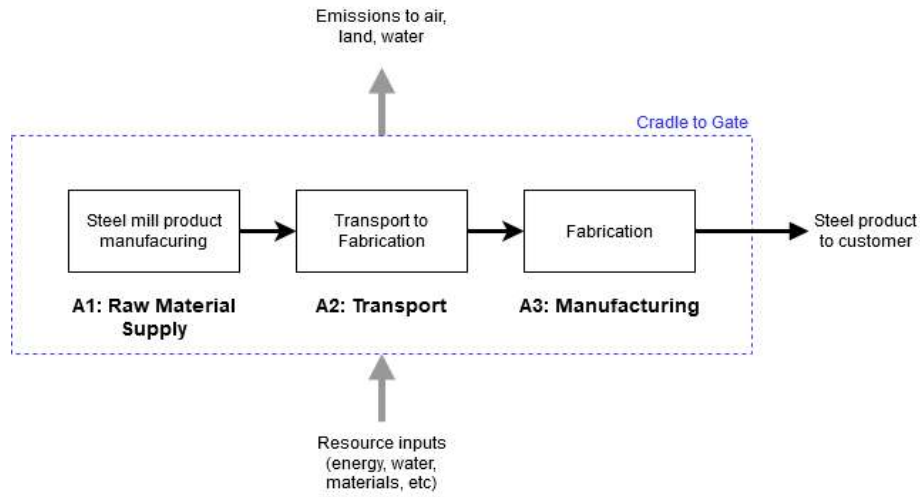 Emissions to air,
land, water
Cradle to Gate
Steel mill product
manufacuring
Transport to
Fabrication
Fabrication
Steel product
to customer
A1: Raw Material
Supply
A2: Transport
A3: Manufacturing
Resource inputs
(energy, water,
materials, etc)